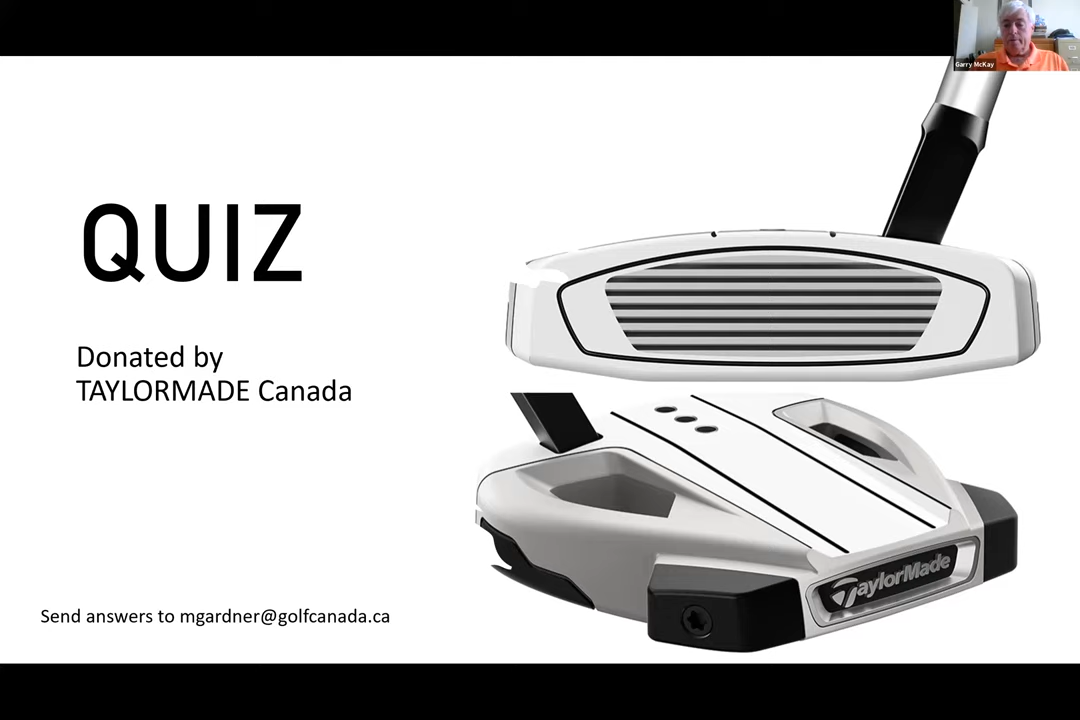 Garry McKay
QUIZ
Donated by
TAYLORMADE Canada
TaylorMade
Send answers to mgardner@golfcanada.ca